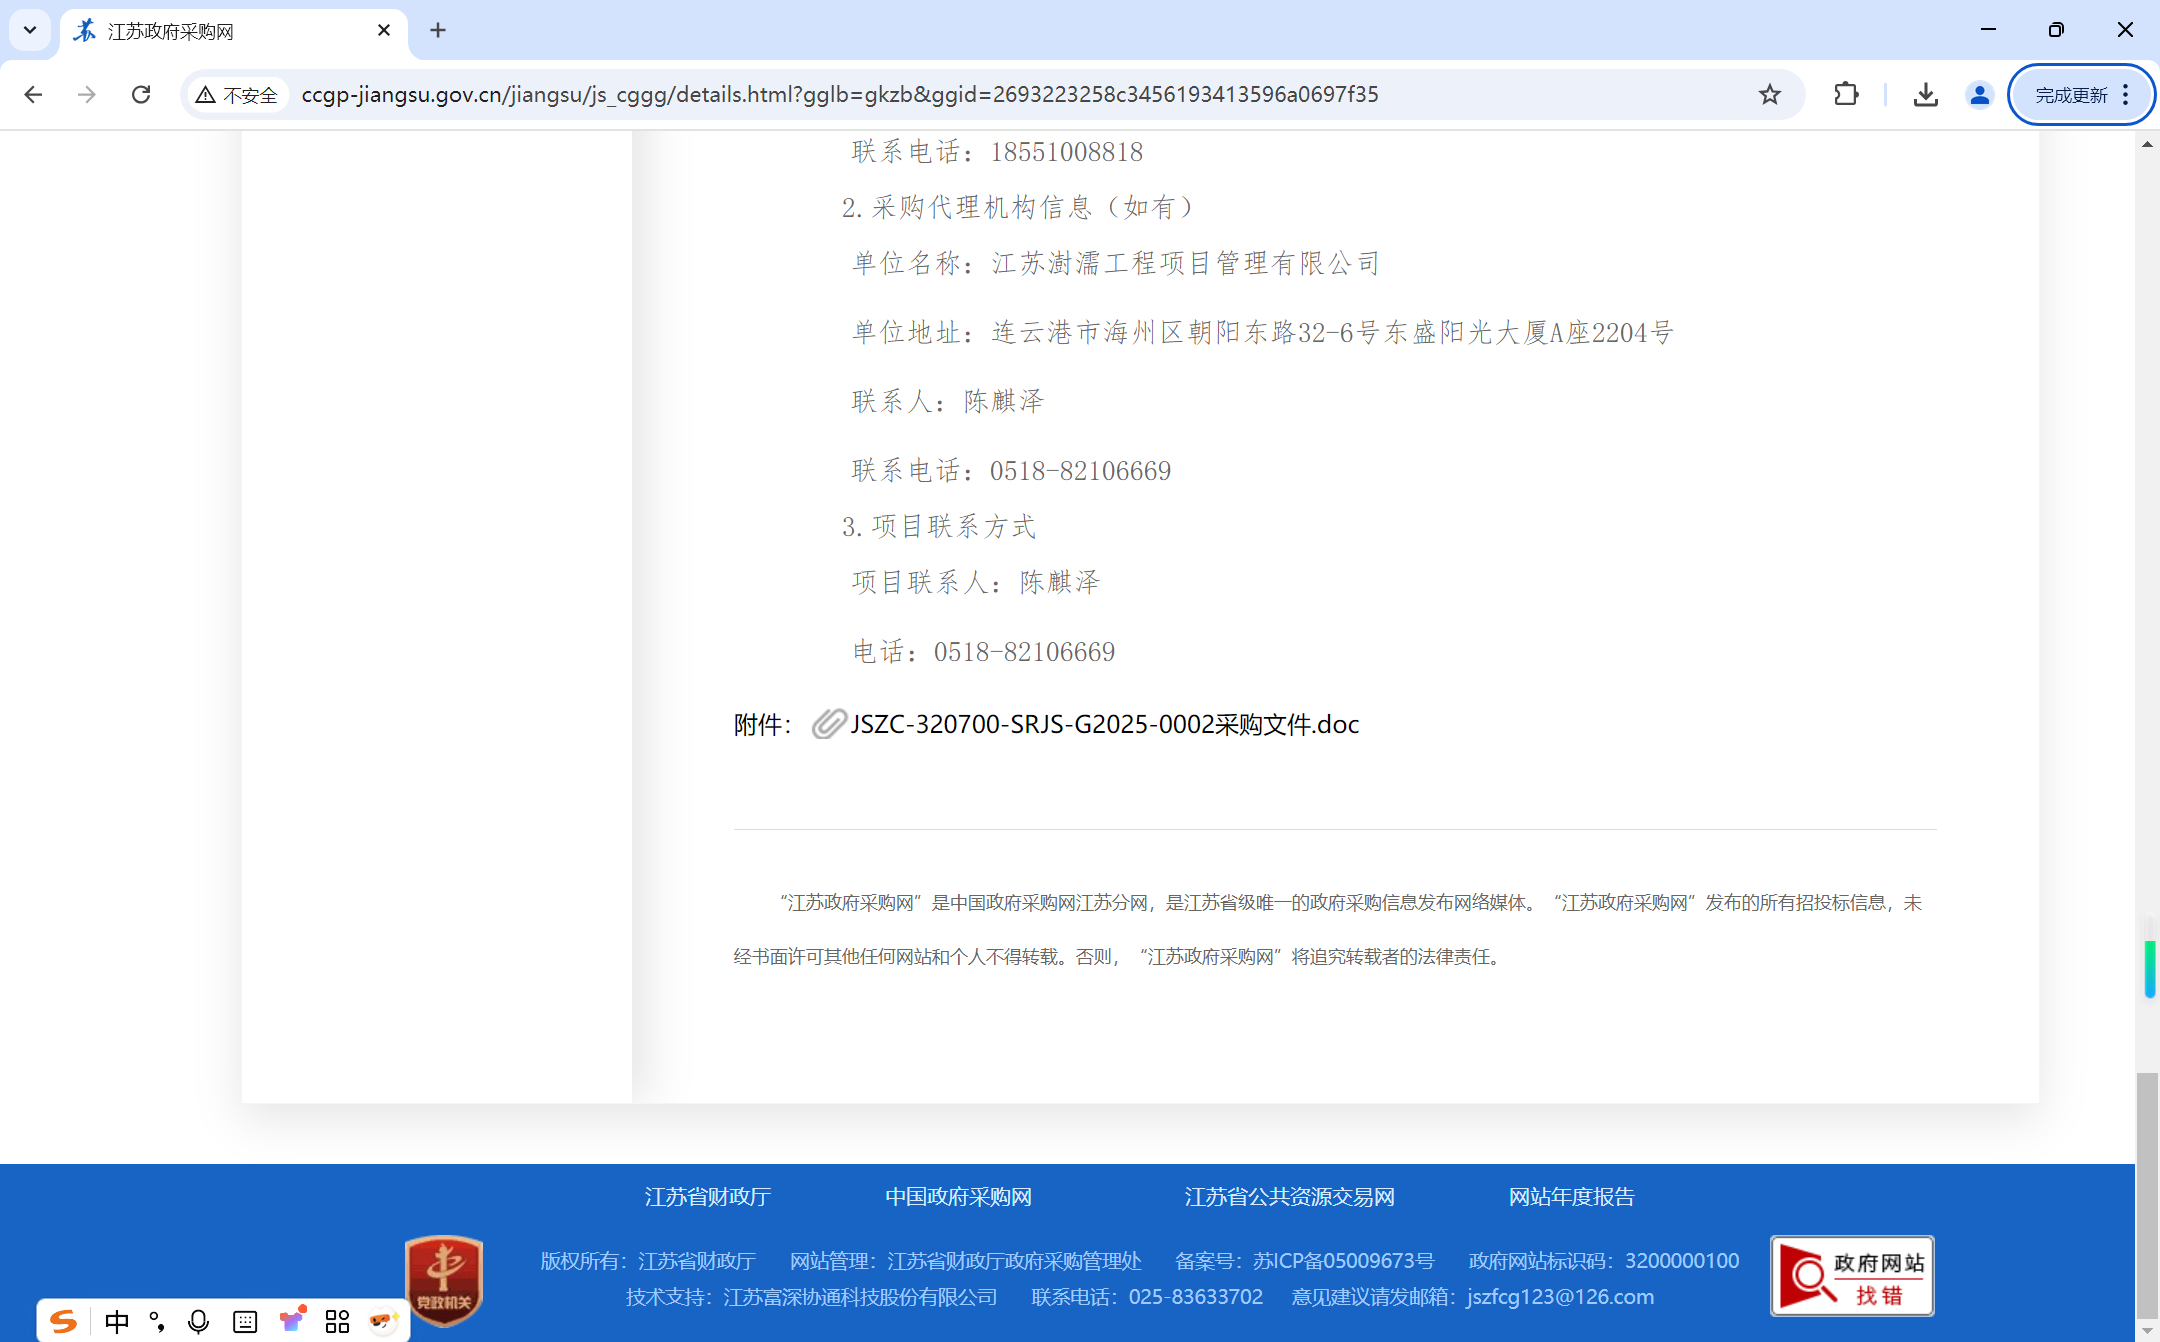 江苏政府采购网
不安全
ccgp-jiangsu.gov.cn/jiangsu/js_cggg/details.html?gglb=gkzb&ggid=2693223258c3456193413596a0697f35
完成更新
联系电话：18551008818
2.采购代理机构信息（如有）
单位名称：江苏澍濡工程项目管理有限公司
单位地址：连云港市海州区朝阳东路32-6号东盛阳光大厦A座2204号
联系人：陈麒泽
联系电话：0518-82106669
3.项目联系方式
项目联系人：陈麒泽
电话：0518-82106669
附件： JSZC-320700-SRJS-G2025-0002采购文件.doc
“江苏政府采购网”是中国政府采购网江苏分网，是江苏省级唯一的政府采购信息发布网络媒体。“江苏政府采购网”发布的所有招投标信息，未
经书面许可其他任何网站和个人不得转载。否则，“江苏政府采购网”将追究转载者的法律责任。
江苏省财政厅 中国政府采购网 江苏省公共资源交易网 网站年度报告
版权所有：江苏省财政厅 网站管理：江苏省财政厅政府采购管理处 备案号：苏ICP备05009673号 政府网站标识码：3200000100
技术支持：江苏富深协通科技股份有限公司 联系电话：025-83633702 意见建议请发邮箱：jszfcg123@126.com
党政机关
政府网站
找错
中